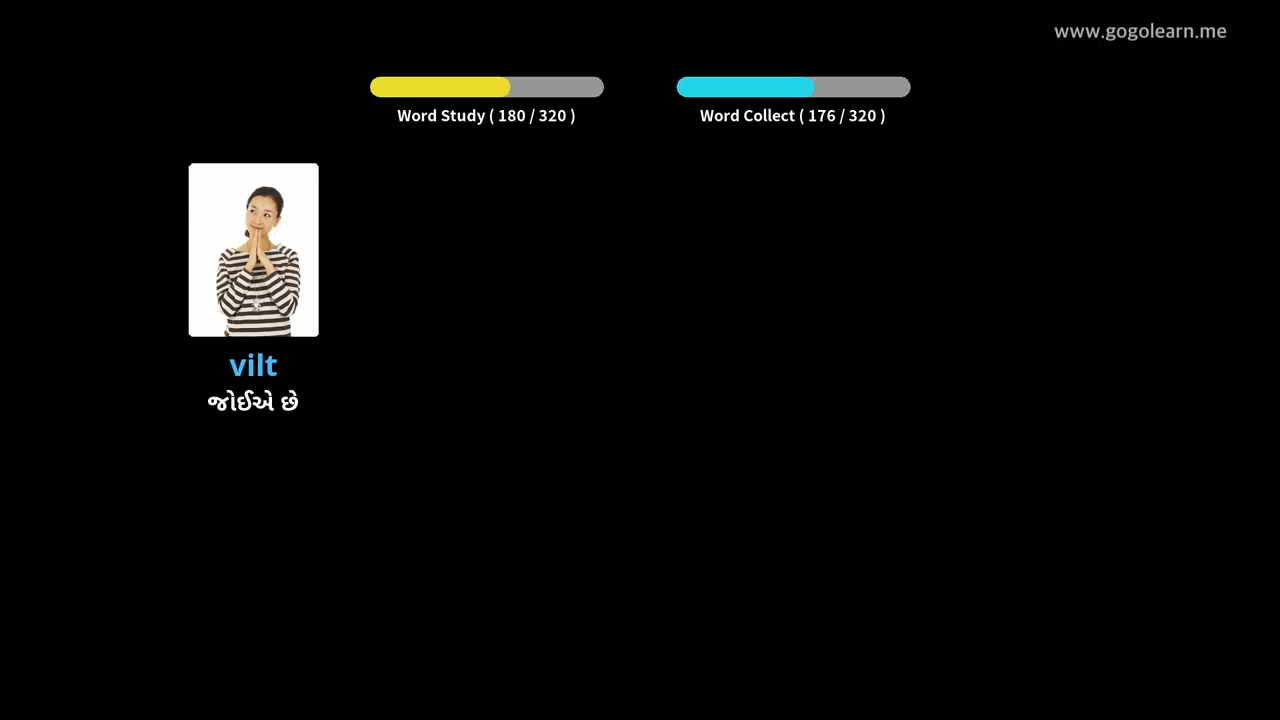 www.gogolearn.me
Word Study ( 180 / 320 )
Word Collect ( 176 / 320 )
vilt
જોઈએ છે